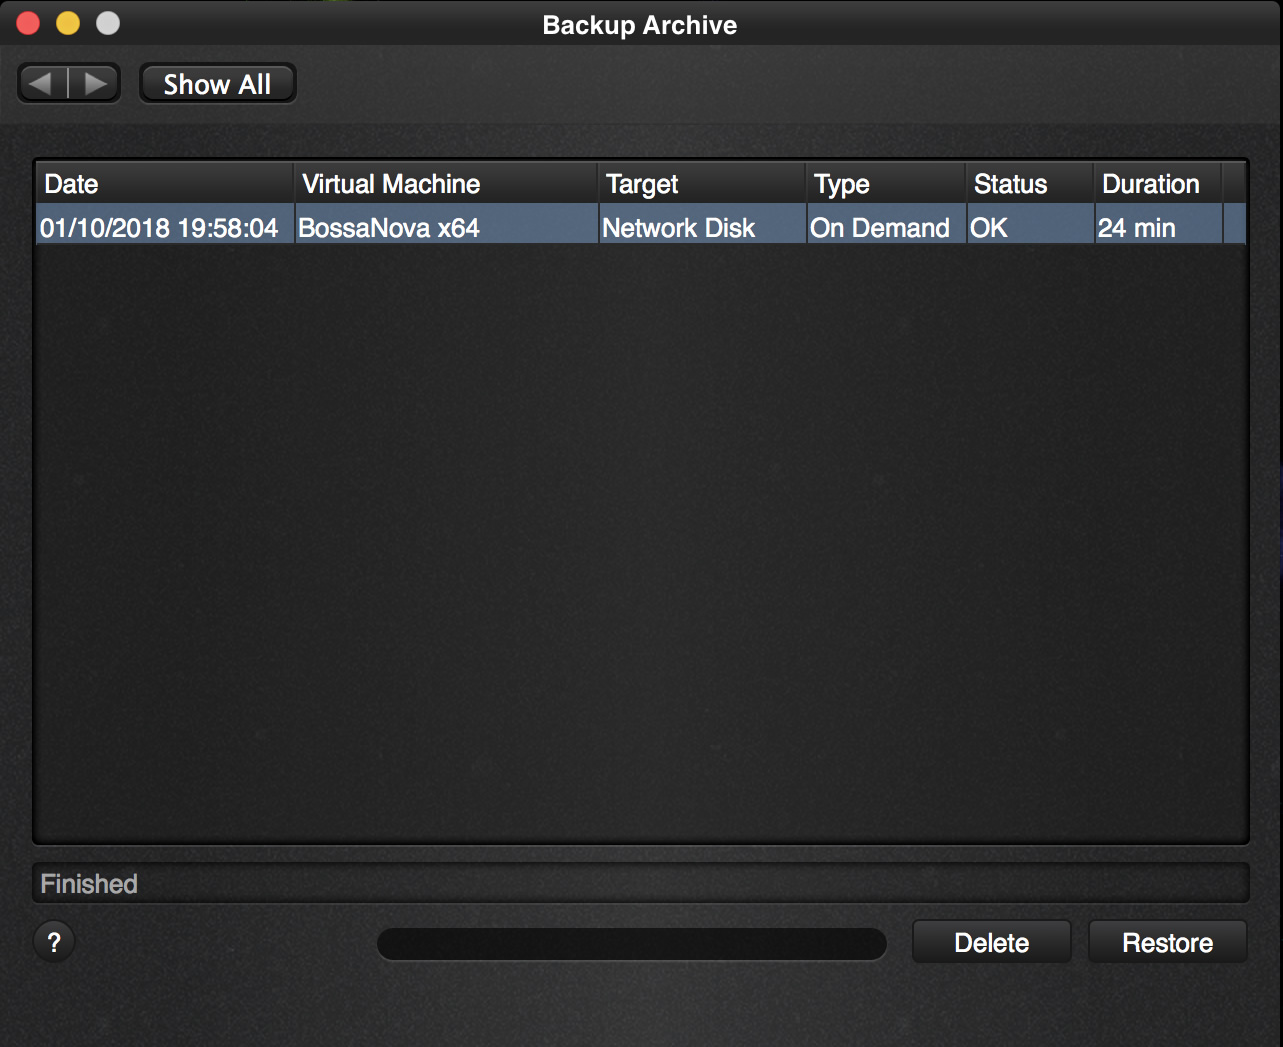 Backup Archive
Show All
Date Virtual Machine Target Type Status Duration
01/10/2018 19:58:04 BossaNova x64 Network Disk On Demand OK 24 min
Finished
? Delete Restore